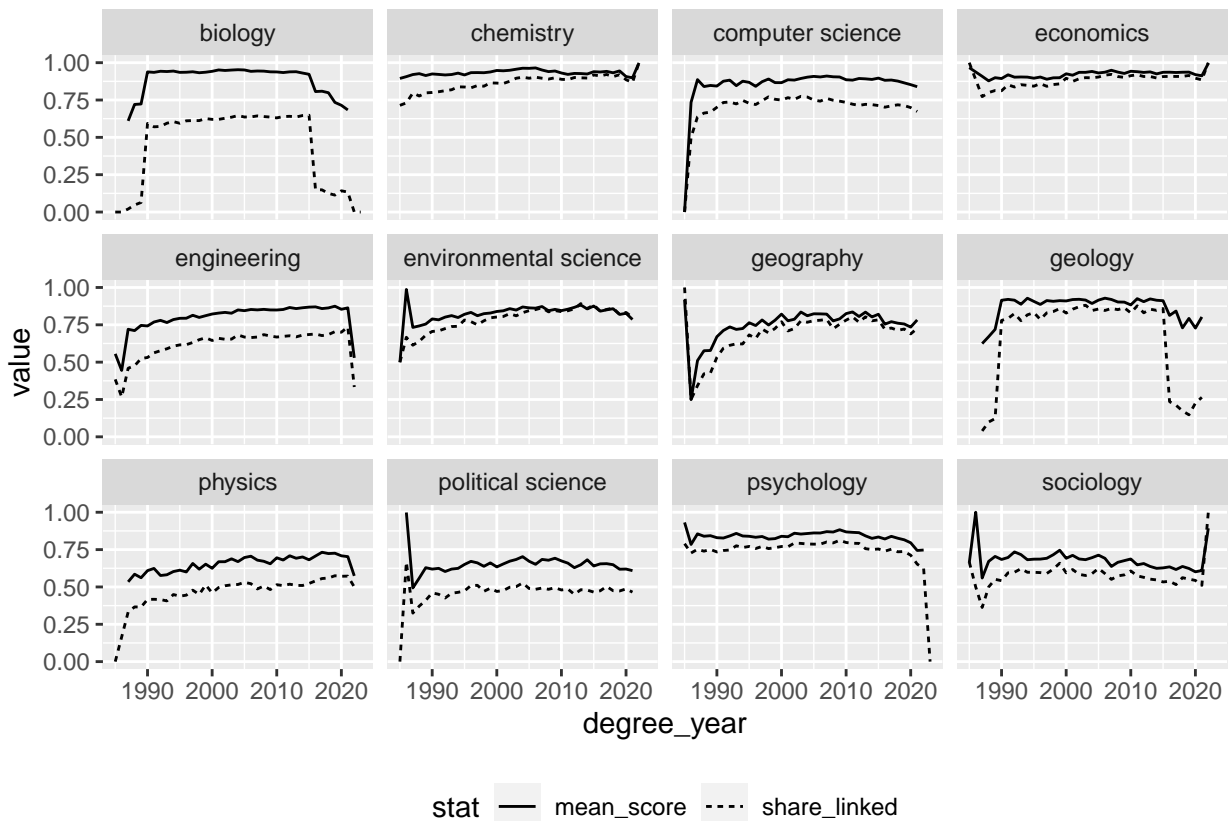 biology chemistry computer science economics
1.00
0.75
0.50
0.25
0.00
engineering environmental science geography geology
1.00
0.75
0.50
0.25
0.00
value
physics political science psychology sociology
1.00
0.75
0.50
0.25
0.00
1990 2000 2010 2020 1990 2000 2010 2020 1990 2000 2010 2020 1990 2000 2010 2020
degree_year
stat mean_score share_linked